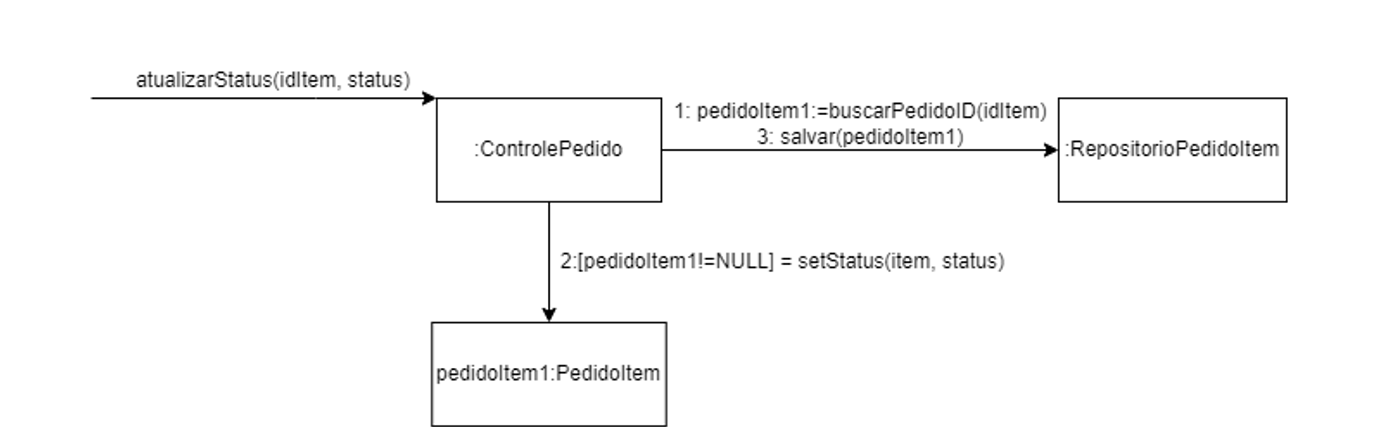 atualizarStatus(idItem, status)
1: pedidoItem1:=buscarPedidoID(idItem)
3: salvar(pedidoItem1)
:ControlePedido
:RepositorioPedidoItem
2:[pedidoItem1!=NULL] = setStatus(item, status)
pedidoItem1:PedidoItem